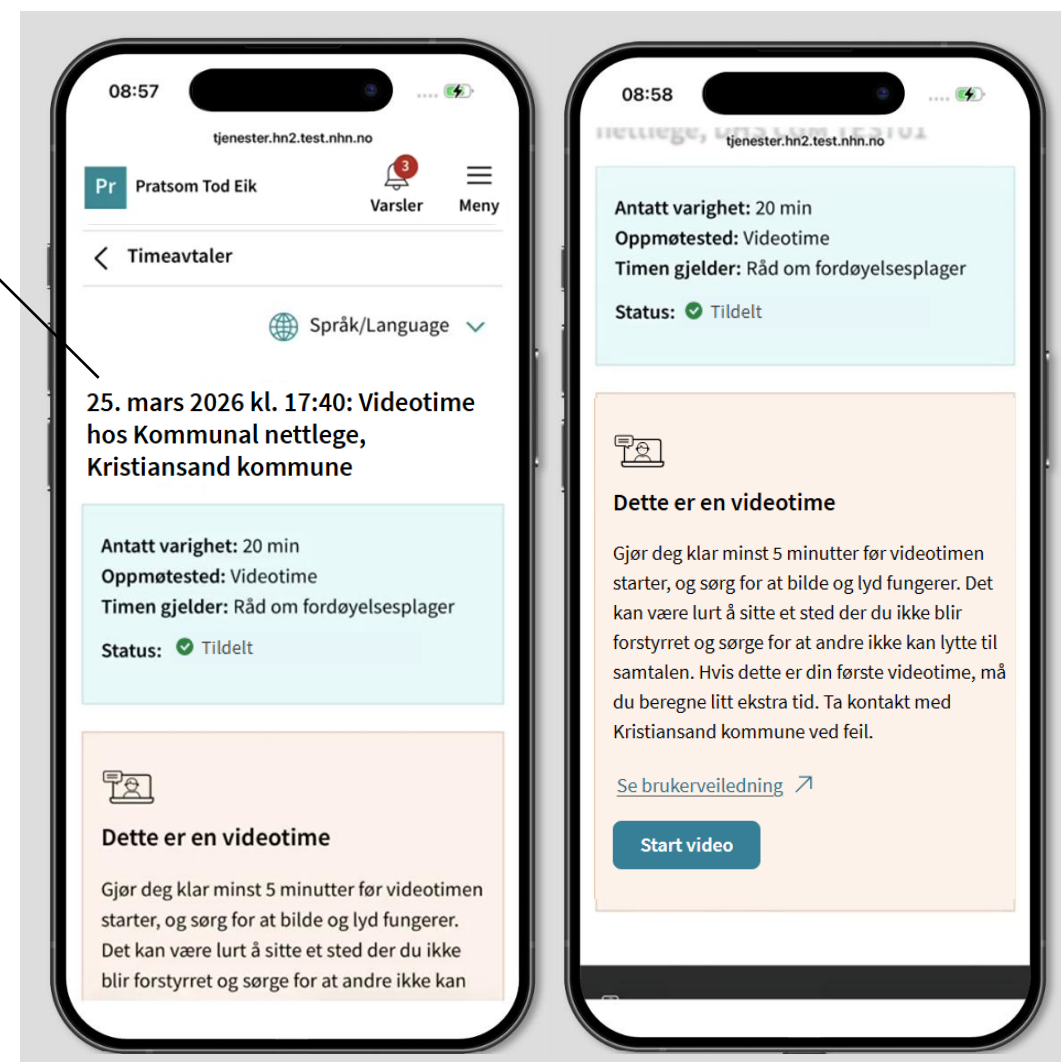 08:57
tjenester.hn2.test.nhn.no
Pr Pratsom Tod Eik
3
Varsler Meny
Timeavtaler
Språk/Language
25. mars 2026 kl. 17:40: Videotime
hos Kommunal nettlege,
Kristiansand kommune
Antatt varighet: 20 min
Oppmøtested: Videotime
Timen gjelder: Råd om fordøyelsesplager
Status: Tildelt
Dette er en videotime
Gjør deg klar minst 5 minutter før videotimen
starter, og sørg for at bilde og lyd fungerer.
Det kan være lurt å sitte et sted der du ikke
blir forstyrret og sørge for at andre ikke kan
08:58
nettlege, DHS COM TEST01
tjenester.hn2.test.nhn.no
Antatt varighet: 20 min
Oppmøtested: Videotime
Timen gjelder: Råd om fordøyelsesplager
Status: Tildelt
Dette er en videotime
Gjør deg klar minst 5 minutter før videotimen
starter, og sørg for at bilde og lyd fungerer. Det
kan være lurt å sitte et sted der du ikke blir
forstyrret og sørge for at andre ikke kan lytte til
samtalen. Hvis dette er din første videotime, må
du beregne litt ekstra tid. Ta kontakt med
Kristiansand kommune ved feil.
Se brukerveiledning
Start video